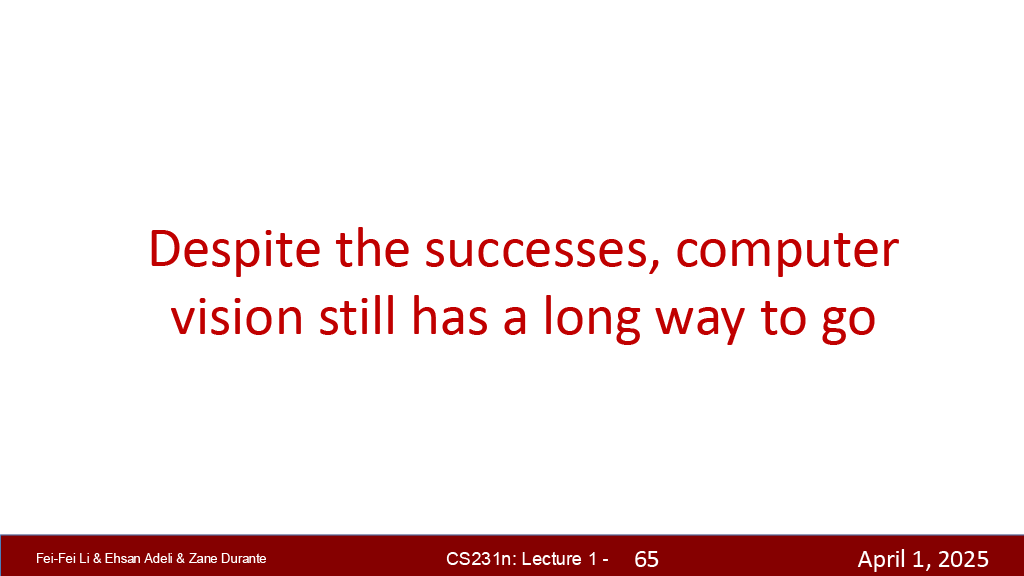 Despite the successes, computer
vision still has a long way to go
Fei-Fei Li & Ehsan Adeli & Zane Durante
CS231n: Lecture 1 - 65
April 1, 2025